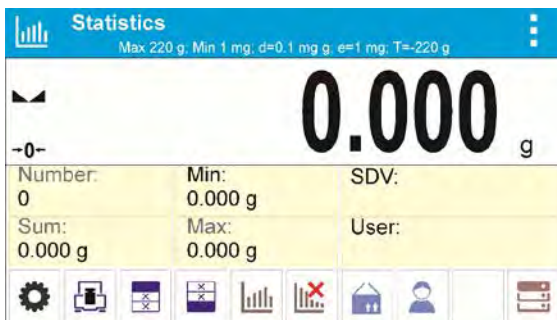 Statistics
Max 220 g; Min 1 mg; d=0.1 mg g; e=1 mg; T=-220 g
0.000 g
→0←
Number: Min: SDV:
0 0.000 g
Sum: Max: User:
0.000 g 0.000 g